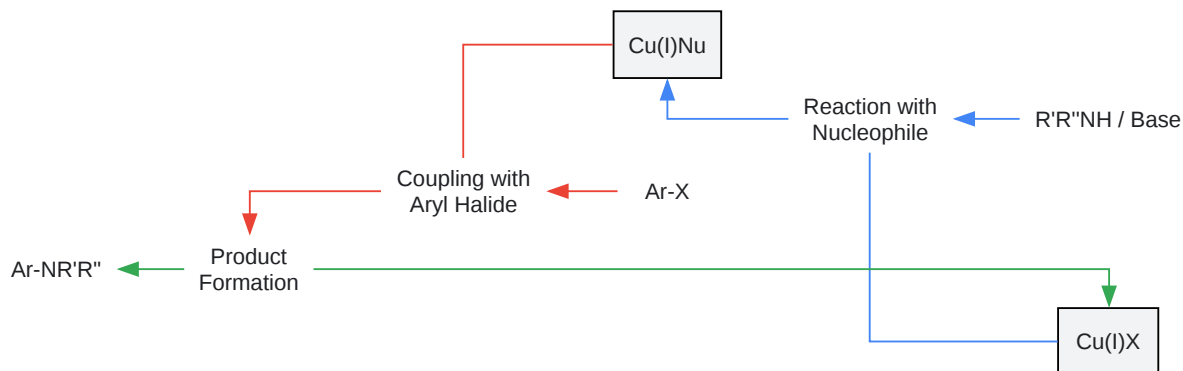 Cu(I)Nu
Reaction with
Nucleophile
R'R''NH / Base
Coupling with
Aryl Halide
Ar-X
Product
Formation
Ar-NR'R''
Cu(I)X